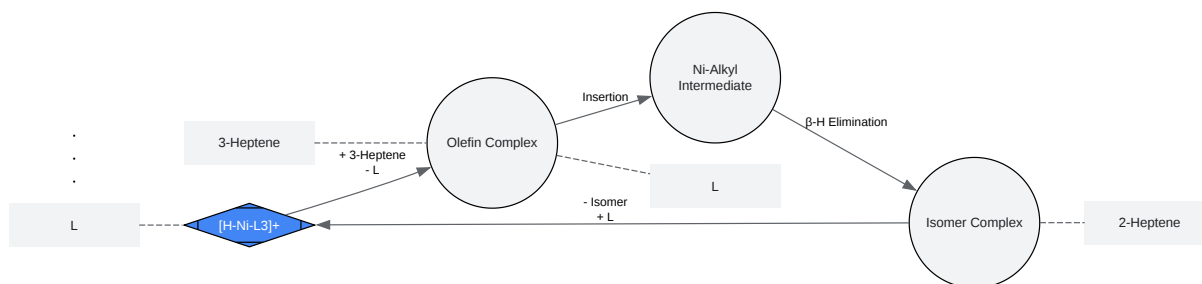 Ni-Alkyl
Intermediate
Insertion
β-H Elimination
3-Heptene
Olefin Complex
+ 3-Heptene
- L
L
L
[H-Ni-L3]+
- Isomer
+ L
Isomer Complex
2-Heptene